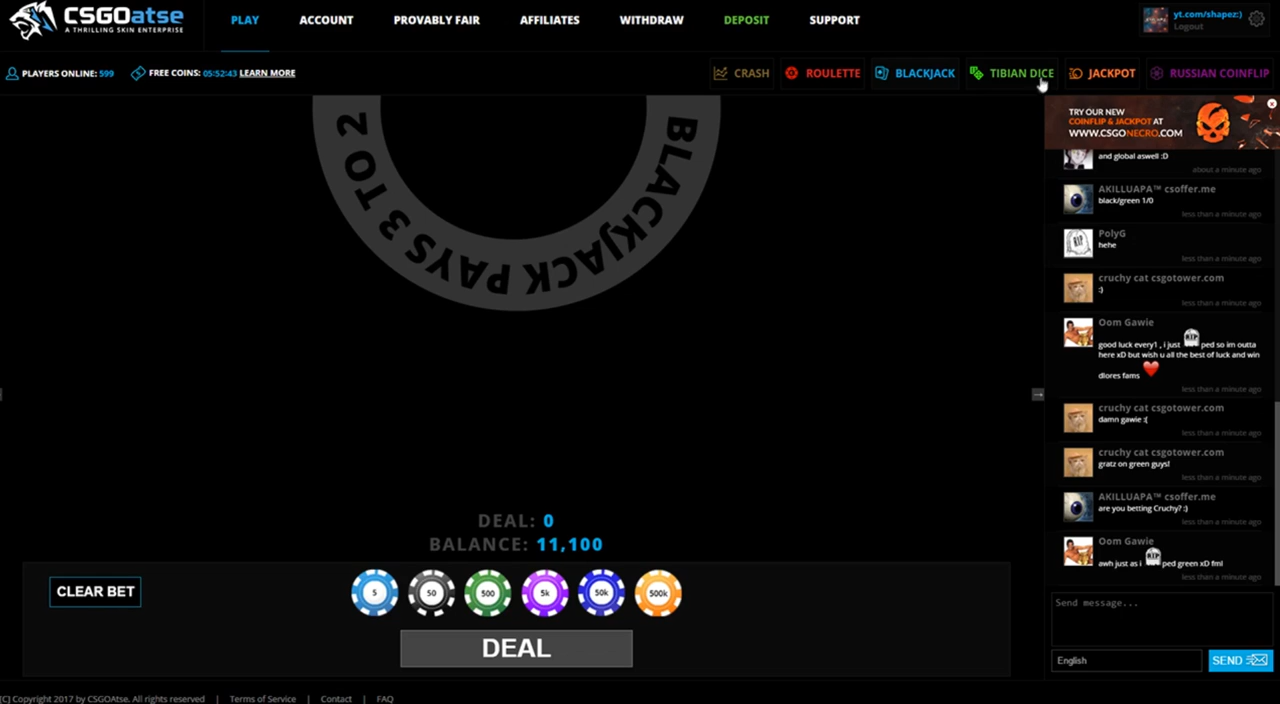 CSGOatse
A THRILLING SKIN ENTERPRISE
PLAY
ACCOUNT
PROVABLY FAIR
AFFILIATES
WITHDRAW
DEPOSIT
SUPPORT
yt.com/shapez:)
Logout
PLAYERS ONLINE: 599
FREE COINS: 05:52:43 LEARN MORE
CRASH
ROULETTE
BLACKJACK
TIBIAN DICE
JACKPOT
RUSSIAN COINFLIP
BLACKJACK PAYS 3 TO 2
DEAL: 0
BALANCE: 11,100
CLEAR BET
5
50
500
5k
50k
500k
DEAL
TRY OUR NEW
COINFLIP & JACKPOT AT
WWW.CSGONECRO.COM
and global aswell :D
about a minute ago
AKILLUAPA™ csoffer.me
black/green 1/0
less than a minute ago
RIP
PolyG
hehe
less than a minute ago
cruchy cat csgotower.com
:)
less than a minute ago
Oom Gawie
good luck every1 , i just RIP ped so im outta
here xD but wish u all the best of luck and win
dlores fams
less than a minute ago
cruchy cat csgotower.com
damn gawie :(
less than a minute ago
cruchy cat csgotower.com
gratz on green guys!
less than a minute ago
AKILLUAPA™ csoffer.me
are you betting Cruchy? :)
less than a minute ago
Oom Gawie
awh just as i RIP ped green xD fml
less than a minute ago
Send message...
English
SEND
(C) Copyright 2017 by CSGOAtse. All rights reserved | Terms of Service | Contact | FAQ